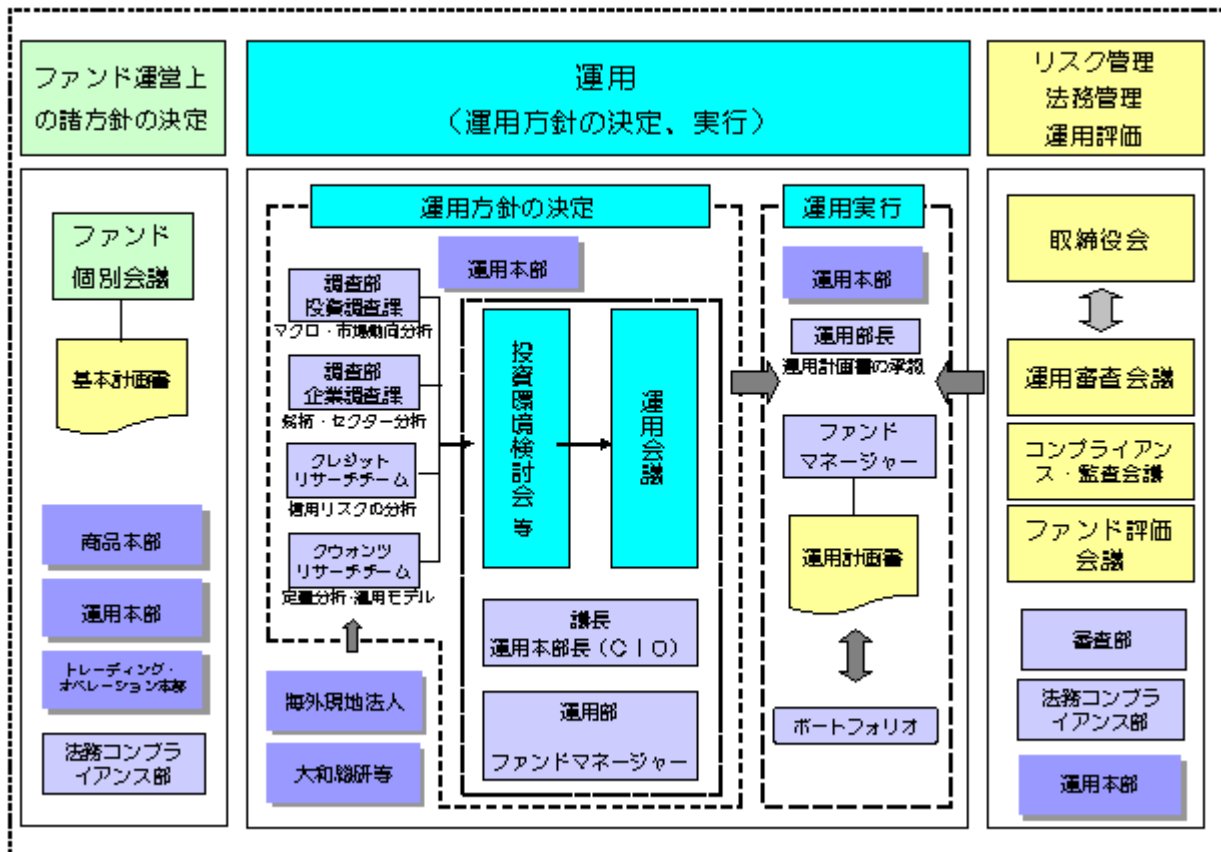 ファンド運営上
の諸方針の決定
運用
（運用方針の決定、実行）
リスク管理
法務管理
運用評価
ファンド
個別会議
基本計画書
商品本部
運用本部
トレーディング・
オペレーション本部
法務コンプラ
イアンス部
運用方針の決定
運用本部
調査部
投資調査課
マクロ・市場動向分析
調査部
企業調査課
銘柄・セクター分析
クレジット
リサーチチーム
信用リスクの分析
クウォンツ
リサーチチーム
定量分析・運用モデル
海外現地法人
大和総研等
投資環境検討会 等
運用会議
議長
運用本部長（ＣＩＯ）
運用部
ファンドマネージャー
運用実行
運用本部
運用部長
運用計画書の承認
ファンド
マネージャー
運用計画書
ポートフォリオ
取締役会
運用審査会議
コンプライアン
ス・監査会議
ファンド評価
会議
審査部
法務コンプラ
イアンス部
運用本部